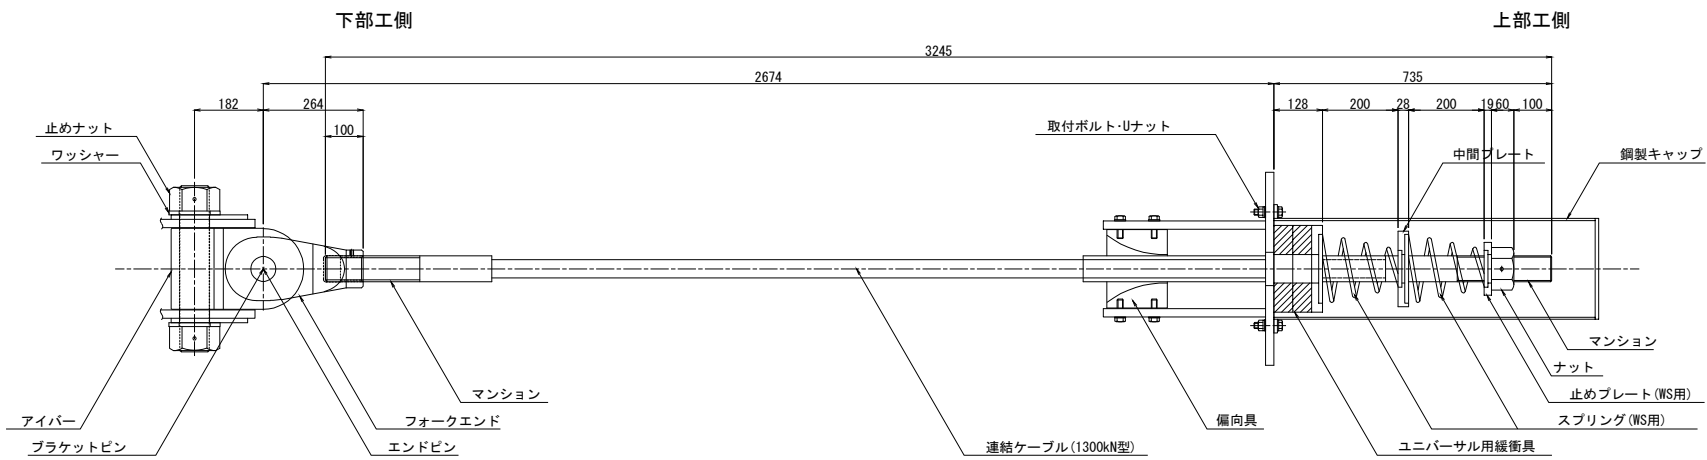 下部工側
上部工側
3245
2674
735
182
264
128
200
28
200
19
60
100
100
止めナット
ワッシャー
取付ボルト・Uナット
中間プレート
鋼製キャップ
マンション
ナット
マンション
止めプレート(WS用)
アイバー
フォークエンド
偏向具
スプリング(WS用)
ブラケットピン
エンドピン
連結ケーブル(1300kN型)
ユニバーサル用緩衝具